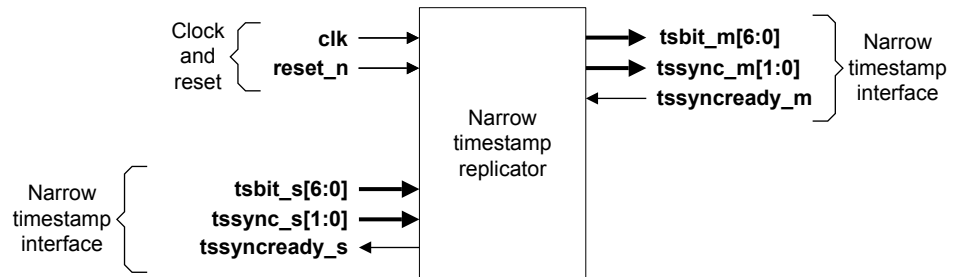 Clock
and
reset
clk
reset_n
Narrow
timestamp
interface
tsbit_s[6:0]
tssync_s[1:0]
tssyncready_s
Narrow
timestamp
replicator
tsbit_m[6:0]
tssync_m[1:0]
tssyncready_m
Narrow
timestamp
interface